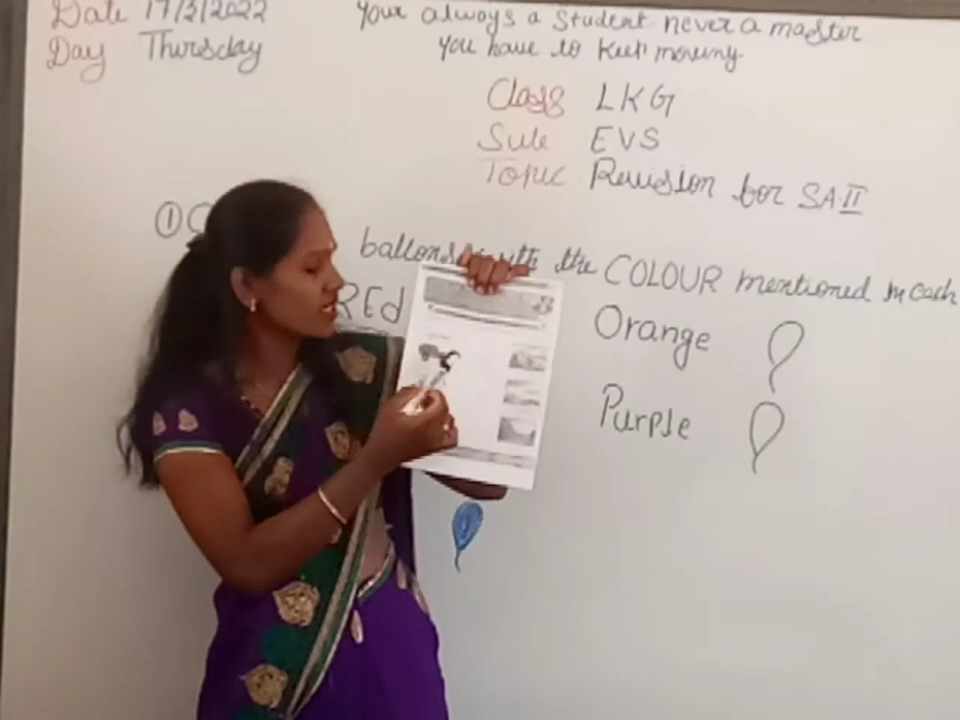 Date 17/3/2022
Your always a student never a master
Day Thursday
you have to keep moving.
Class LKG
Sub EVS
Topic Revision for SA II
① ballons with the COLOUR mentioned in each
REd
Orange
Purple